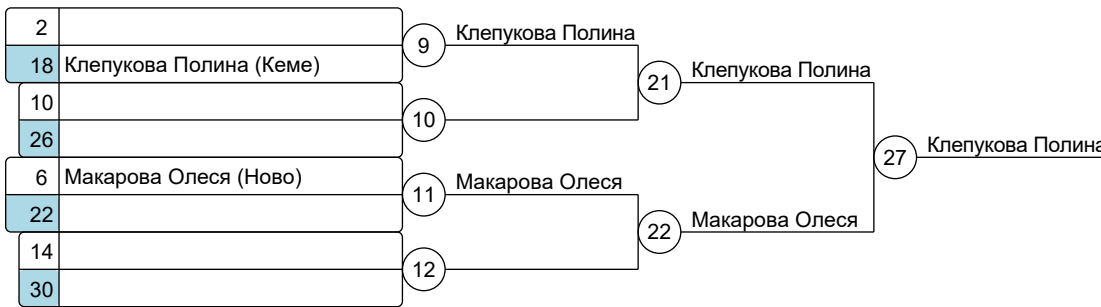 2
9 Клепукова Полина
18 Клепукова Полина (Кеме)
21 Клепукова Полина
10
10
26
27 Клепукова Полина
6 Макарова Олеся (Ново)
11 Макарова Олеся
22
22 Макарова Олеся
14
12
30